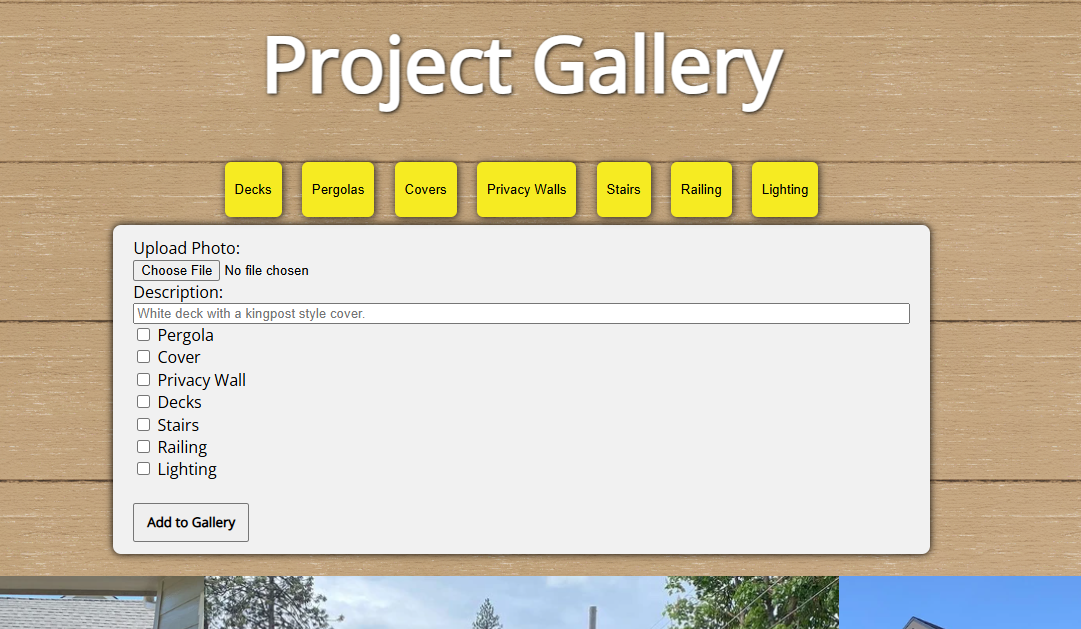 Project Gallery
Decks Pergolas Covers Privacy Walls Stairs Railing Lighting
Upload Photo:
Choose File No file chosen
Description:
White deck with a kingpost style cover.
Pergola
Cover
Privacy Wall
Decks
Stairs
Railing
Lighting
Add to Gallery